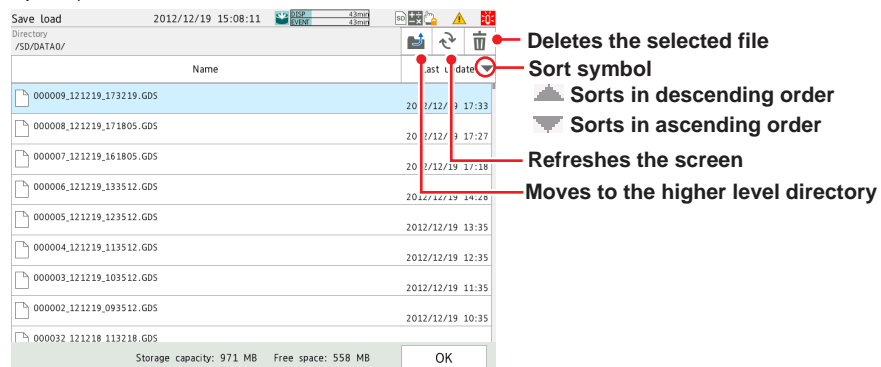 Save load 2012/12/19 15:08:11 DISP 43min
EVENT 43min
SD
Directory
/SD/DATA0/
Deletes the selected file
Name Last update
Sort symbol
Sorts in descending order
Sorts in ascending order
Refreshes the screen
Moves to the higher level directory
000009_121219_173219.GDS
2012/12/19 17:33
000008_121219_171805.GDS
2012/12/19 17:27
000007_121219_161805.GDS
2012/12/19 17:18
000006_121219_133512.GDS
2012/12/19 14:28
000005_121219_123512.GDS
2012/12/19 13:35
000004_121219_113512.GDS
2012/12/19 12:35
000003_121219_103512.GDS
2012/12/19 11:35
000002_121219_093512.GDS
2012/12/19 10:35
000032 121218 113218.GDS
Storage capacity: 971 MB Free space: 558 MB OK